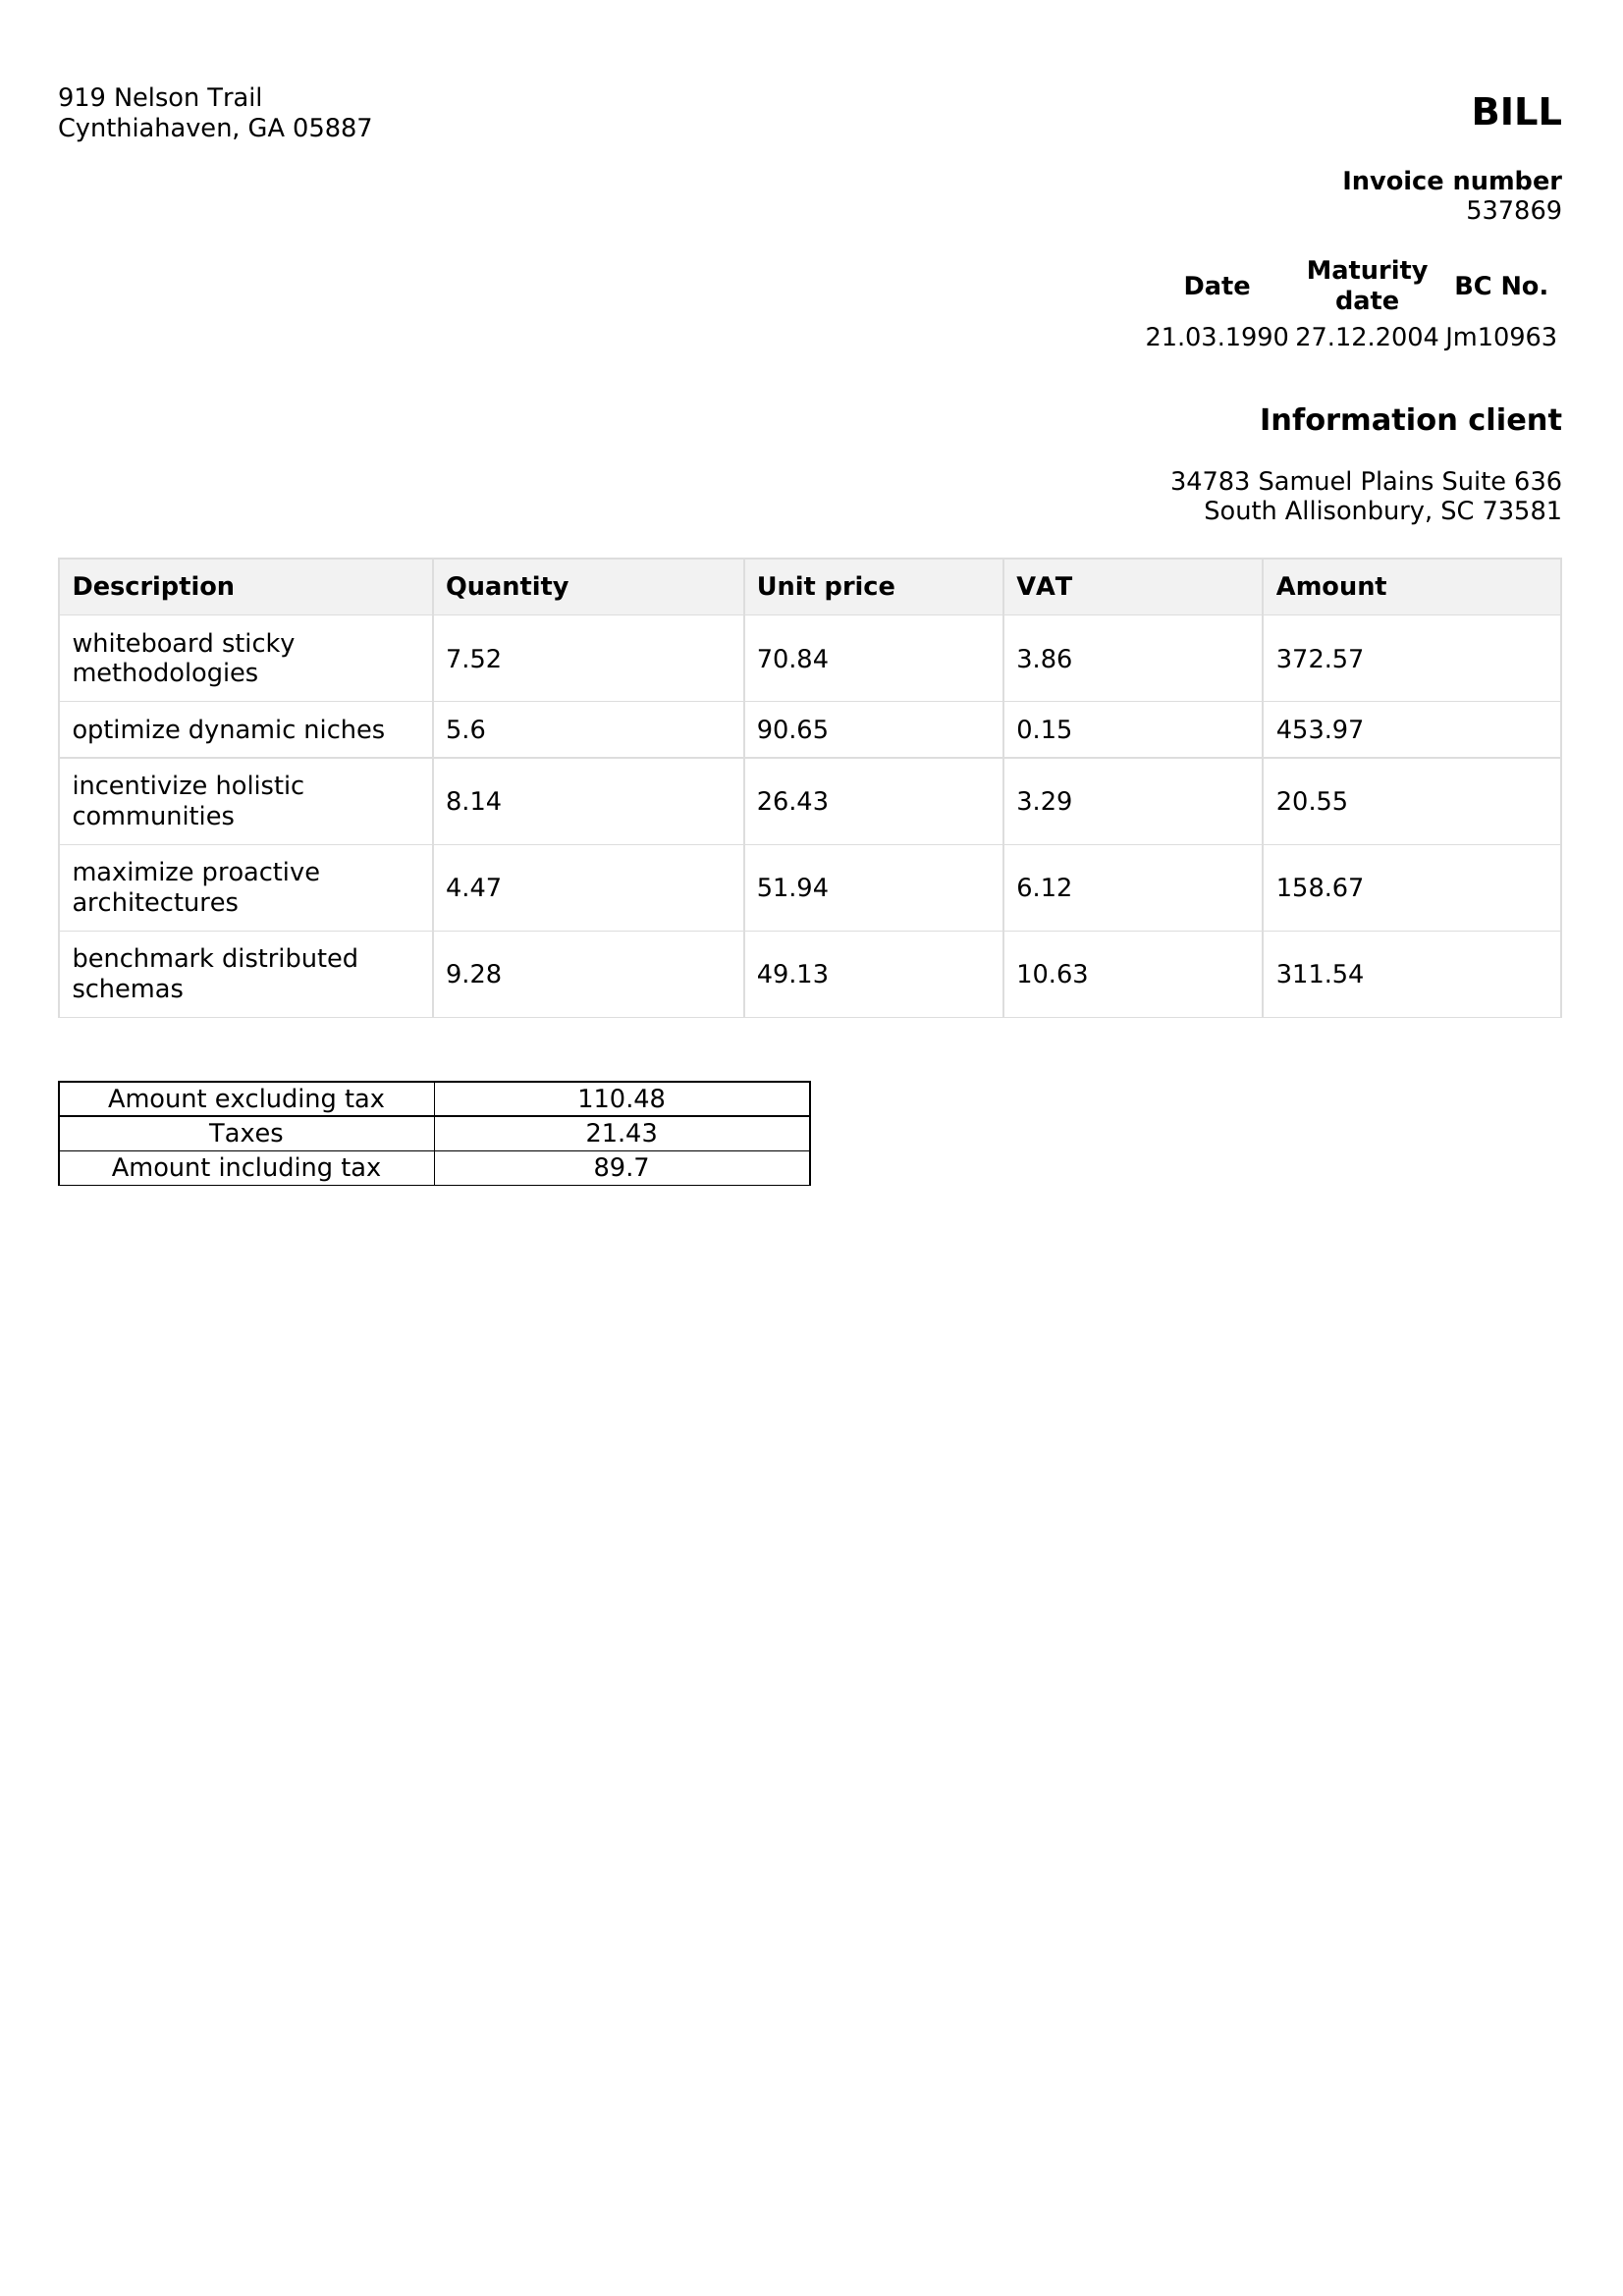 919 Nelson Trail
Cynthiahaven, GA 05887
BILL
Invoice number
537869
Date Maturity date BC No.
21.03.1990 27.12.2004 Jm10963
Information client
34783 Samuel Plains Suite 636
South Allisonbury, SC 73581
Description Quantity Unit price VAT Amount
whiteboard sticky methodologies 7.52 70.84 3.86 372.57
optimize dynamic niches 5.6 90.65 0.15 453.97
incentivize holistic communities 8.14 26.43 3.29 20.55
maximize proactive architectures 4.47 51.94 6.12 158.67
benchmark distributed schemas 9.28 49.13 10.63 311.54
Amount excluding tax 110.48
Taxes 21.43
Amount including tax 89.7